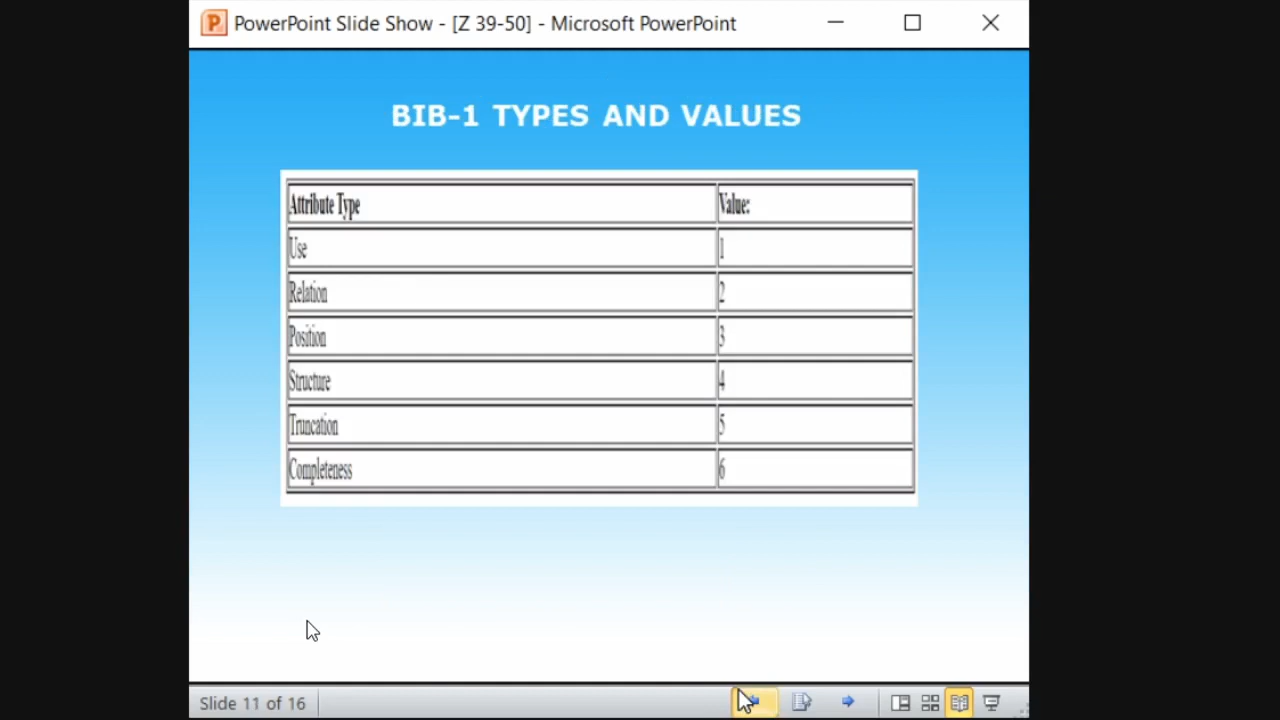 PowerPoint Slide Show - [Z 39-50] - Microsoft PowerPoint
BIB-1 TYPES AND VALUES
Attribute Type Value:
Use 1
Relation 2
Position 3
Structure 4
Truncation 5
Completeness 6
Slide 11 of 16